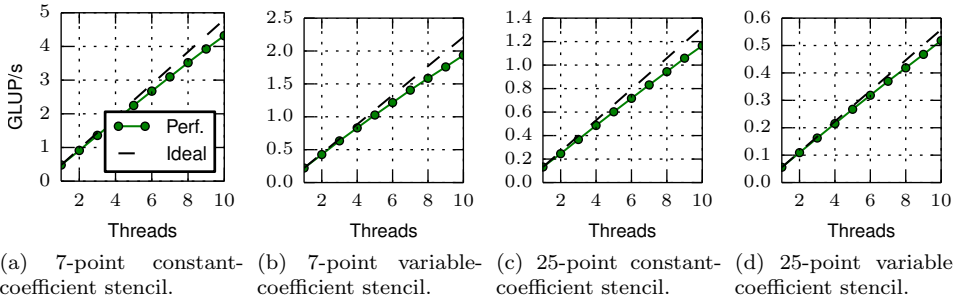 5
4
3
2
1
0
GLUP/s
Perf.
Ideal
2 4 6 8 10
Threads
2.5
2.0
1.5
1.0
0.5
0.0
2 4 6 8 10
Threads
1.4
1.2
1.0
0.8
0.6
0.4
0.2
0.0
2 4 6 8 10
Threads
0.6
0.5
0.4
0.3
0.2
0.1
0.0
2 4 6 8 10
Threads
(a) 7-point constant-
coefficient stencil.
(b) 7-point variable-
coefficient stencil.
(c) 25-point constant-
coefficient stencil.
(d) 25-point variable
coefficient stencil.